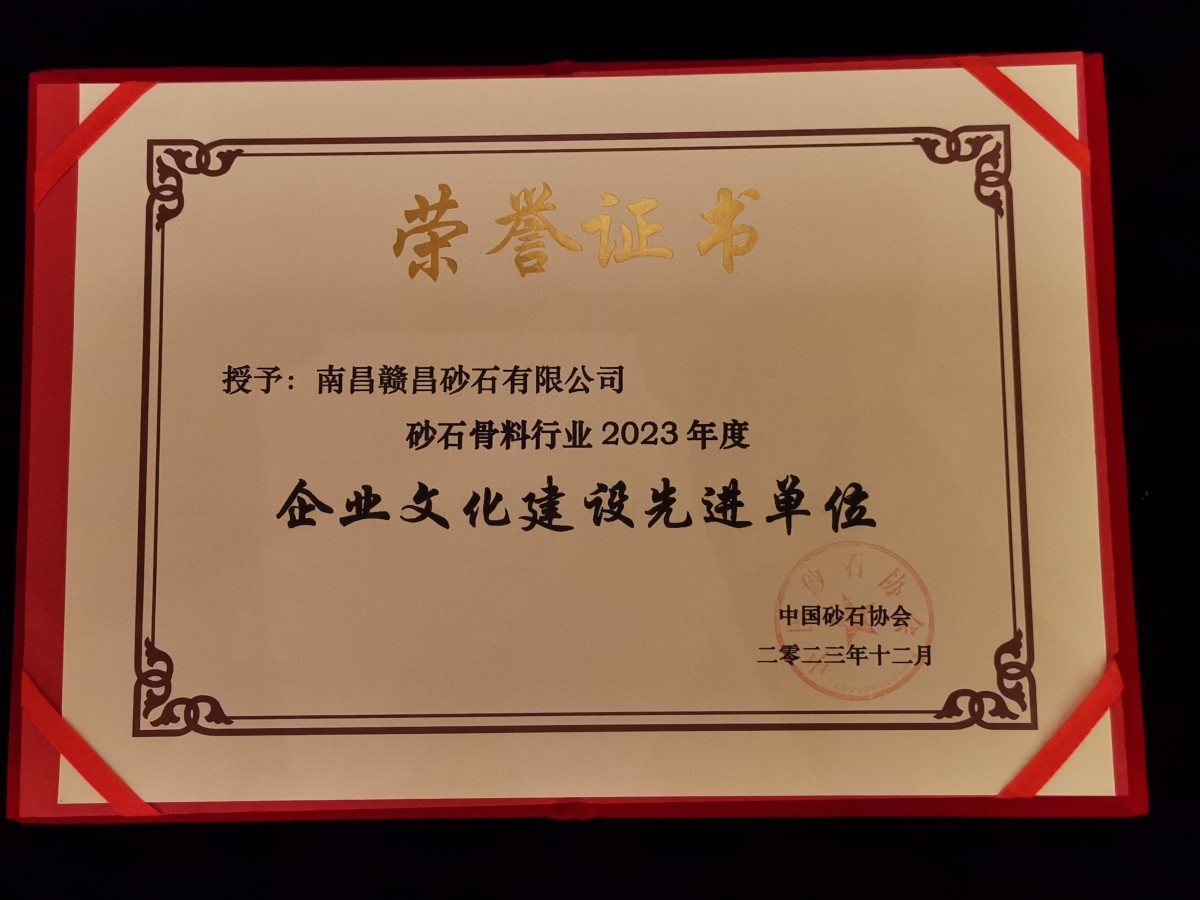 荣誉证书
授予：南昌赣昌砂石有限公司
砂石骨料行业2023年度
企业文化建设先进单位
中国砂石协会
二零二三年十二月